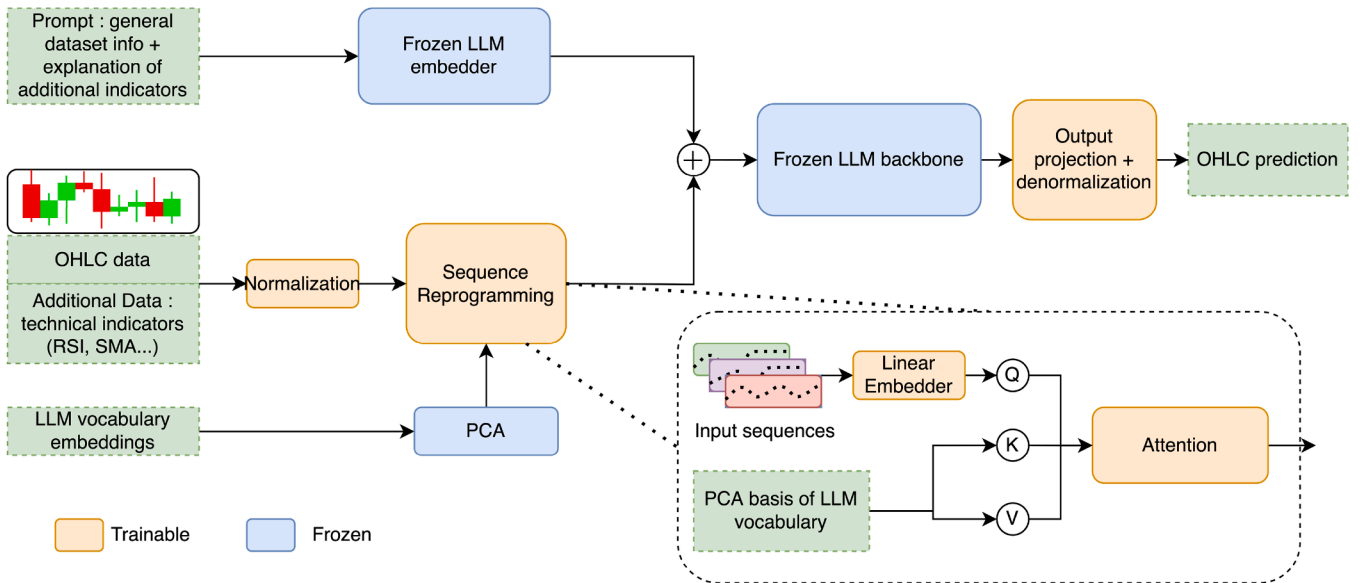 Prompt : general
dataset info +
explanation of
additional indicators
Frozen LLM
embedder
Frozen LLM backbone
Output
projection +
denormalization
OHLC prediction
OHLC data
Additional Data :
technical indicators
(RSI, SMA...)
Normalization
Sequence
Reprogramming
LLM vocabulary
embeddings
PCA
Input sequences
Linear
Embedder
Q
K
V
PCA basis of LLM
vocabulary
Attention
Trainable
Frozen